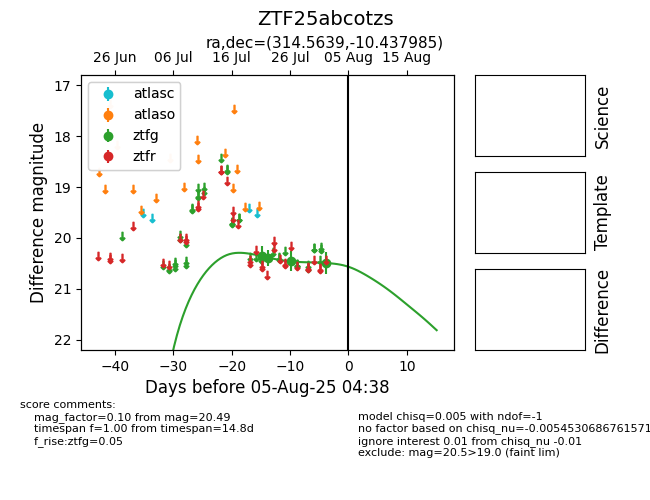 ZTF25abcotzs
ra,dec=(314.5639,-10.437985)
26 Jun 06 Jul 16 Jul 26 Jul 05 Aug 15 Aug
17
18
19
20
21
22
Difference magnitude
atlasc
atlaso
ztfg
ztfr
−40 −30 −20 −10 0 10
Days before 05-Aug-25 04:38
Science
Template
Difference
score comments:
mag_factor=0.10 from mag=20.49
timespan f=1.00 from timespan=14.8d
f_rise:ztfg=0.05
model chisq=0.005 with ndof=-1
no factor based on chisq_nu=-0.0054530686761571
ignore interest 0.01 from chisq_nu -0.01
exclude: mag=20.5>19.0 (faint lim)